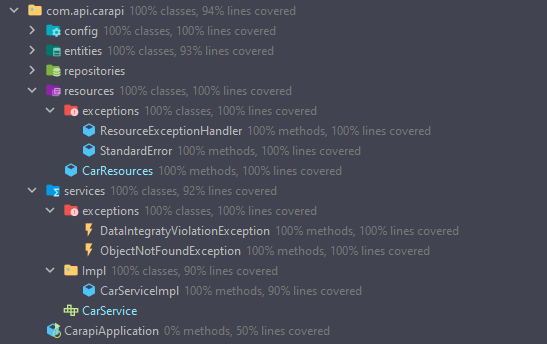 com.api.carapi 100% classes, 94% lines covered
config 100% classes, 100% lines covered
entities 100% classes, 93% lines covered
repositories
resources 100% classes, 100% lines covered
exceptions 100% classes, 100% lines covered
ResourceExceptionHandler 100% methods, 100% lines covered
StandardError 100% methods, 100% lines covered
CarResources 100% methods, 100% lines covered
services 100% classes, 92% lines covered
exceptions 100% classes, 100% lines covered
DataIntegratyViolationException 100% methods, 100% lines covered
ObjectNotFoundException 100% methods, 100% lines covered
Impl 100% classes, 90% lines covered
CarServiceImpl 100% methods, 90% lines covered
CarService
CarapiApplication 0% methods, 50% lines covered